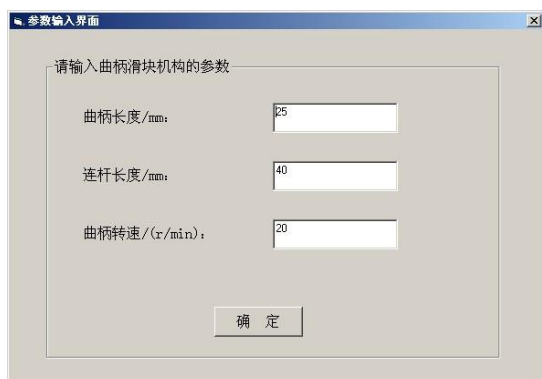 参数输入界面
请输入曲柄滑块机构的参数
曲柄长度/mm: 25
连杆长度/mm: 40
曲柄转速/(r/min): 20
确 定